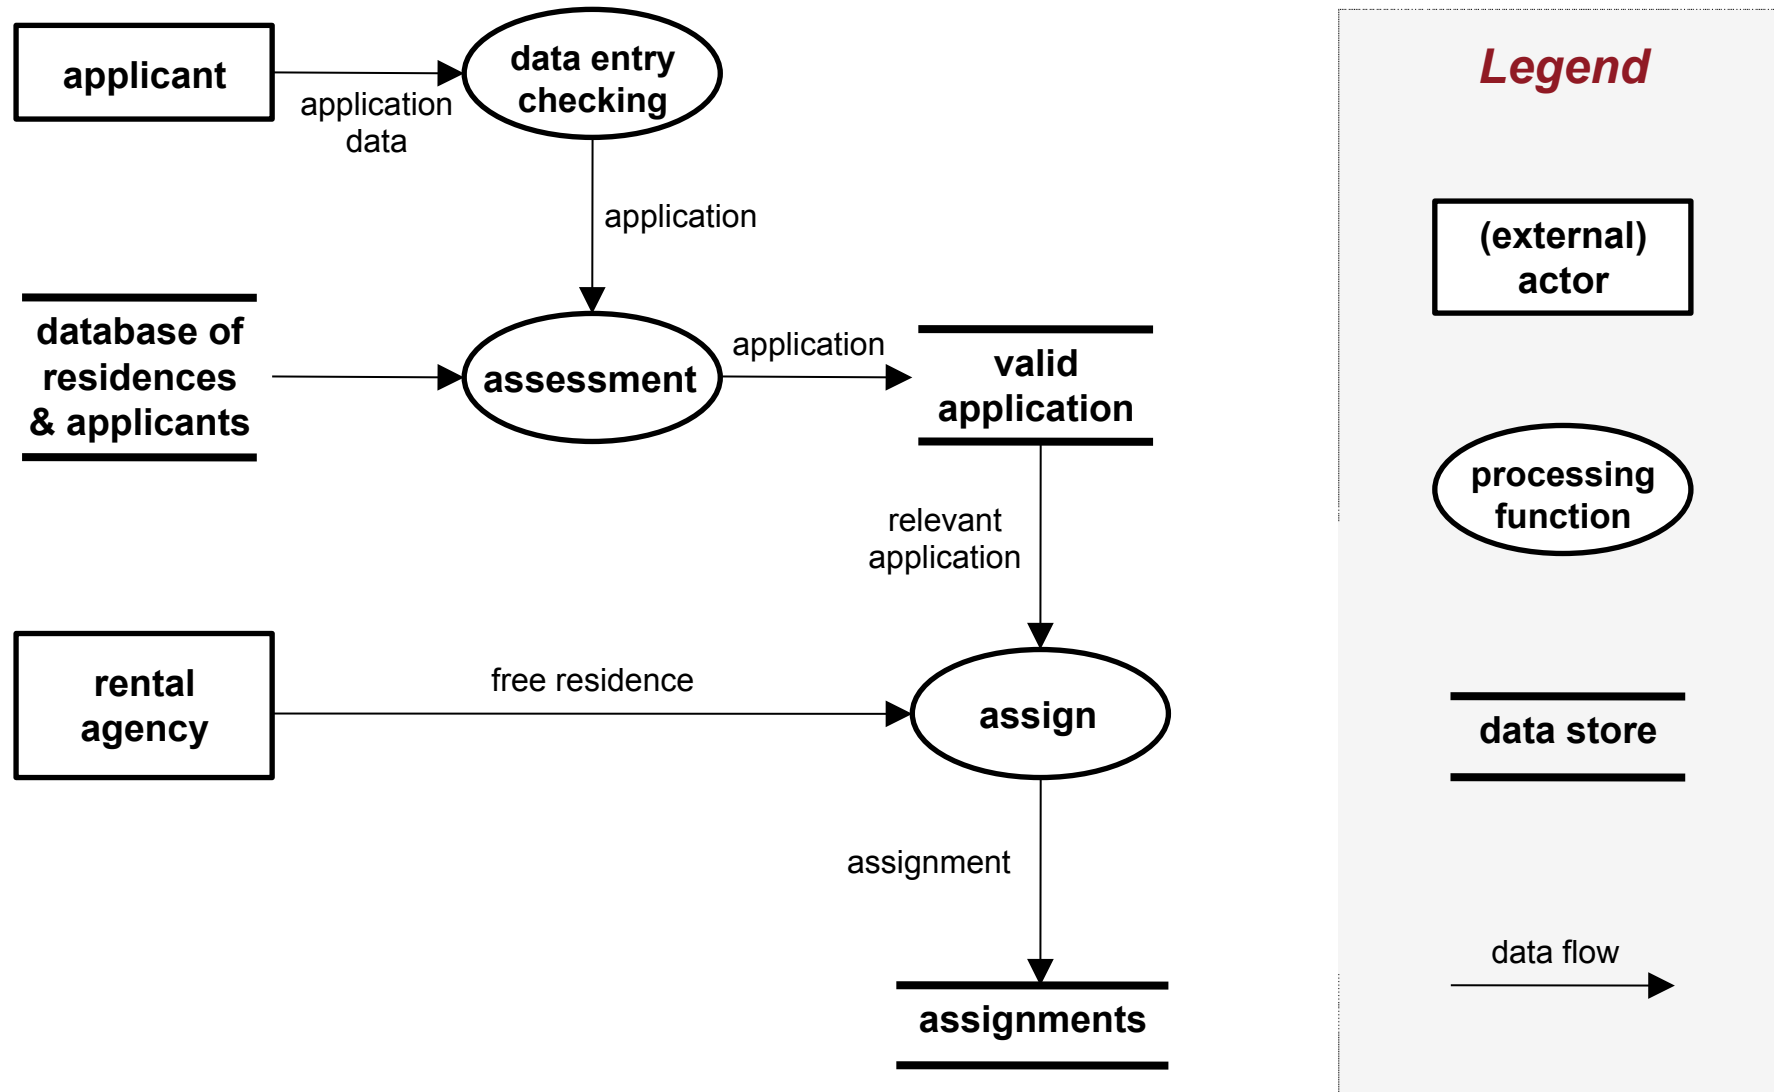 applicant
application
data
data entry
checking
application
database of
residences
& applicants
assessment
application
valid
application
relevant
application
rental
agency
free residence
assign
assignment
assignments
Legend
(external)
actor
processing
function
data store
data flow